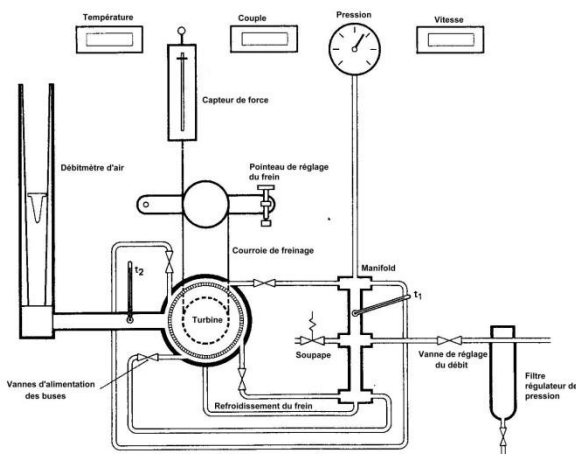 Température
Couple
Pression
Vitesse
Capteur de force
Débitmètre d'air
Pointeau de réglage
du frein
Courroie de freinage
t2
Manifold
t1
Turbine
Soupape
Vanne de réglage
du débit
Vannes d'alimentation
des buses
Refroidissement du frein
Filtre
régulateur de
pression